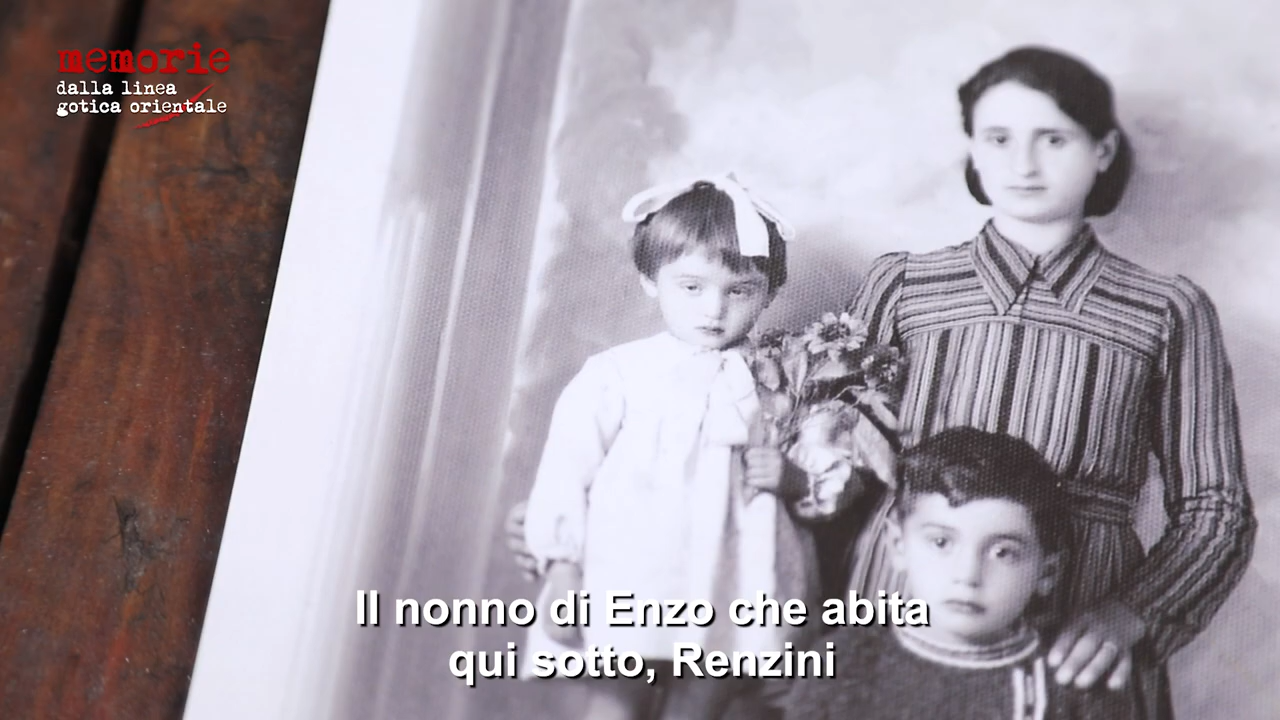 memorie
dalla linea
gotica orientale
Il nonno di Enzo che abita
qui sotto, Renzini